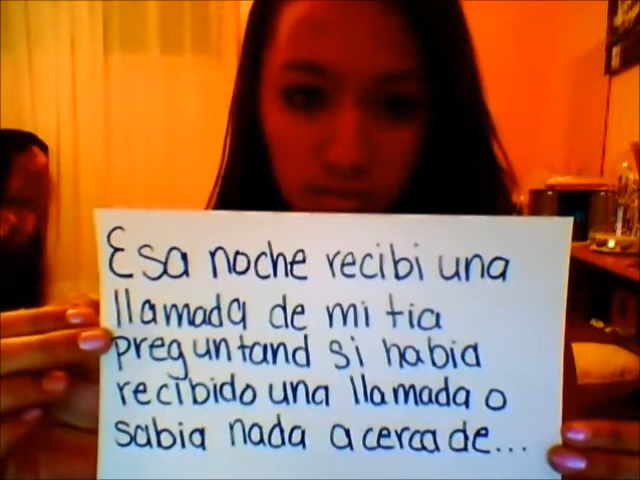 Esa noche recibi una
llamada de mi tia
preguntand si habia
recibido una llamada o
sabia nada acerca de...